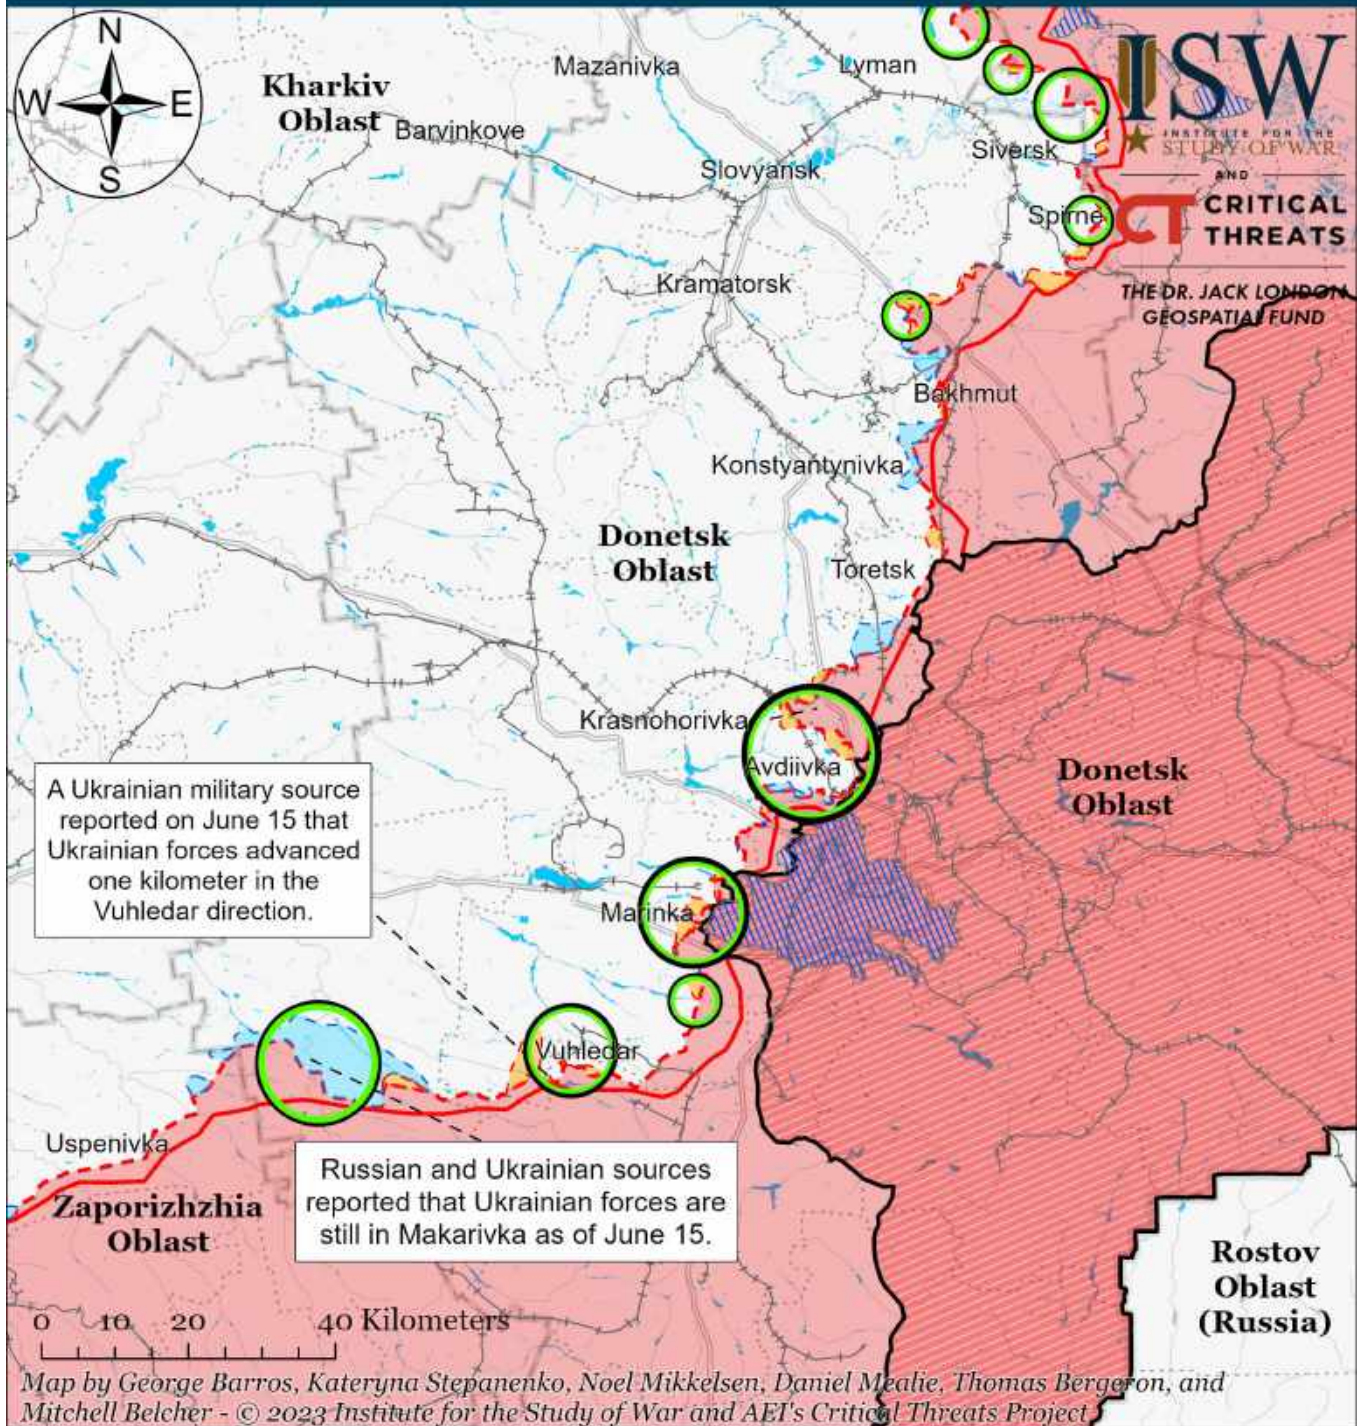 N
W
E
S
Kharkiv
Oblast
Barvinkove
Mazanivka
Lyman
Slovyansk
Siversk
Spirne
Kramatorsk
ISW
INSTITUTE FOR THE
STUDY OF WAR
AND
CT CRITICAL
THREATS
THE DR. JACK LONDON
GEOSPATIAL FUND
Bakhmut
Konstyantynivka
Donetsk
Oblast
Toretsk
Krasnohorivka
Avdiivka
Donetsk
Oblast
A Ukrainian military source
reported on June 15 that
Ukrainian forces advanced
one kilometer in the
Vuhledar direction.
Marinka
Vuhledar
Uspenivka
Zaporizhzhia
Oblast
Russian and Ukrainian sources
reported that Ukrainian forces are
still in Makarivka as of June 15.
Rostov
Oblast
(Russia)
0 10 20 40 Kilometers
Map by George Barros, Kateryna Stepanenko, Noel Mikkelsen, Daniel Mealie, Thomas Bergeron, and
Mitchell Belcher - © 2023 Institute for the Study of War and AEI's Critical Threats Project